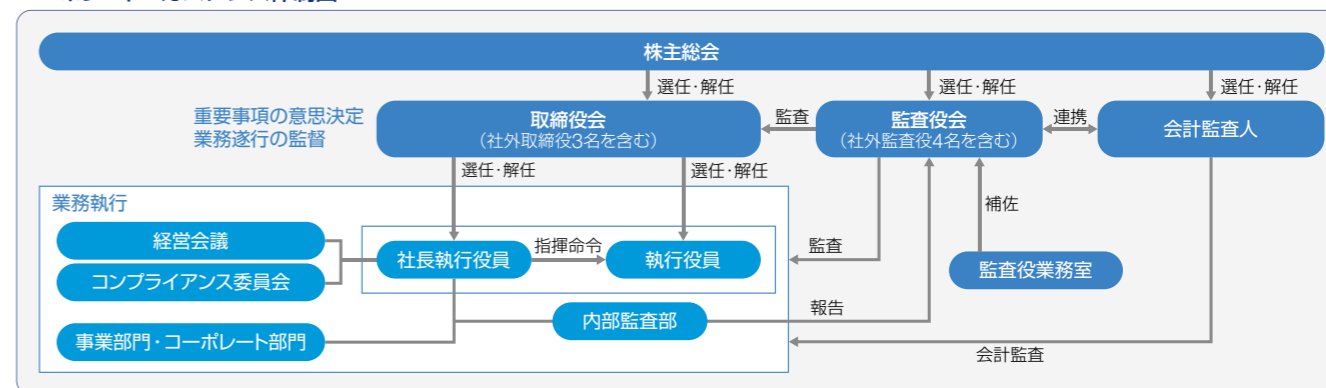 株主総会
選任・解任
選任・解任
選任・解任
重要事項の意思決定
業務遂行の監督
取締役会
(社外取締役3名を含む)
監査
監査役会
(社外監査役4名を含む)
連携
会計監査人
選任・解任
選任・解任
業務執行
経営会議
コンプライアンス委員会
社長執行役員
指揮命令
執行役員
監査
補佐
監査役業務室
内部監査部
報告
事業部門・コーポレート部門
会計監査